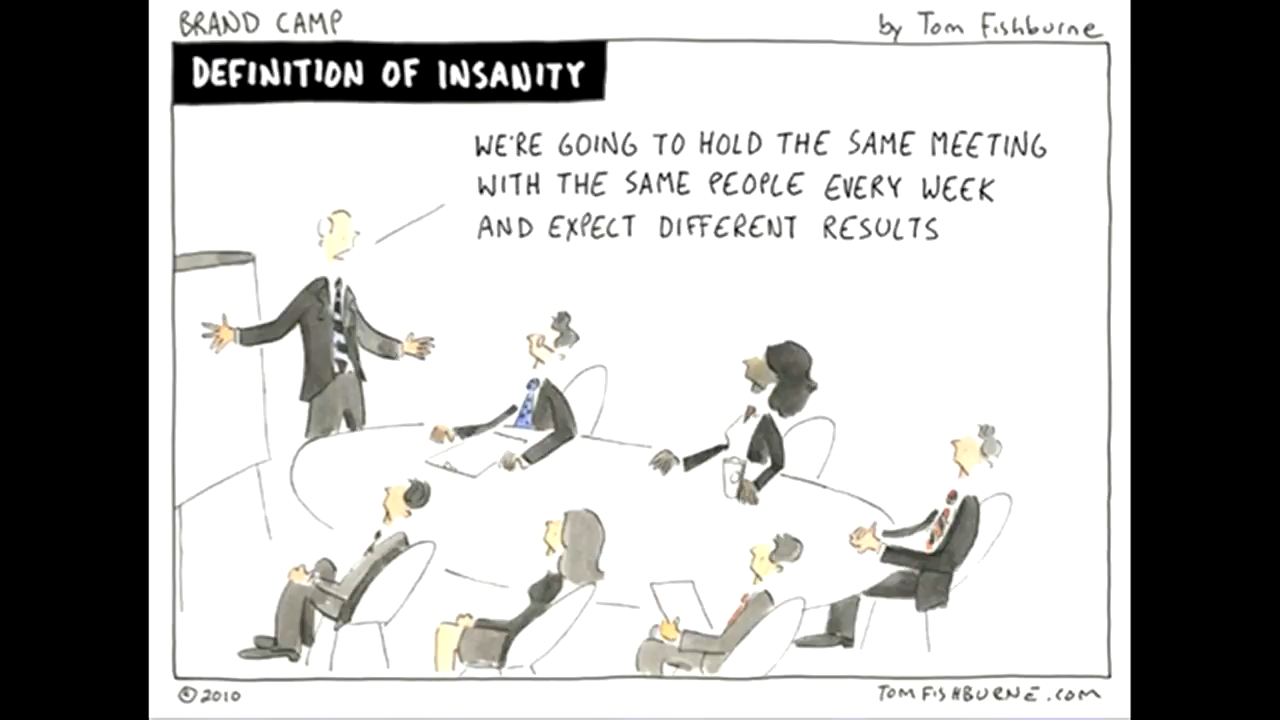 BRAND CAMP
by Tom Fishburne
DEFINITION OF INSANITY
WE'RE GOING TO HOLD THE SAME MEETING
WITH THE SAME PEOPLE EVERY WEEK
AND EXPECT DIFFERENT RESULTS
©2010
TOMFISHBURNE.COM